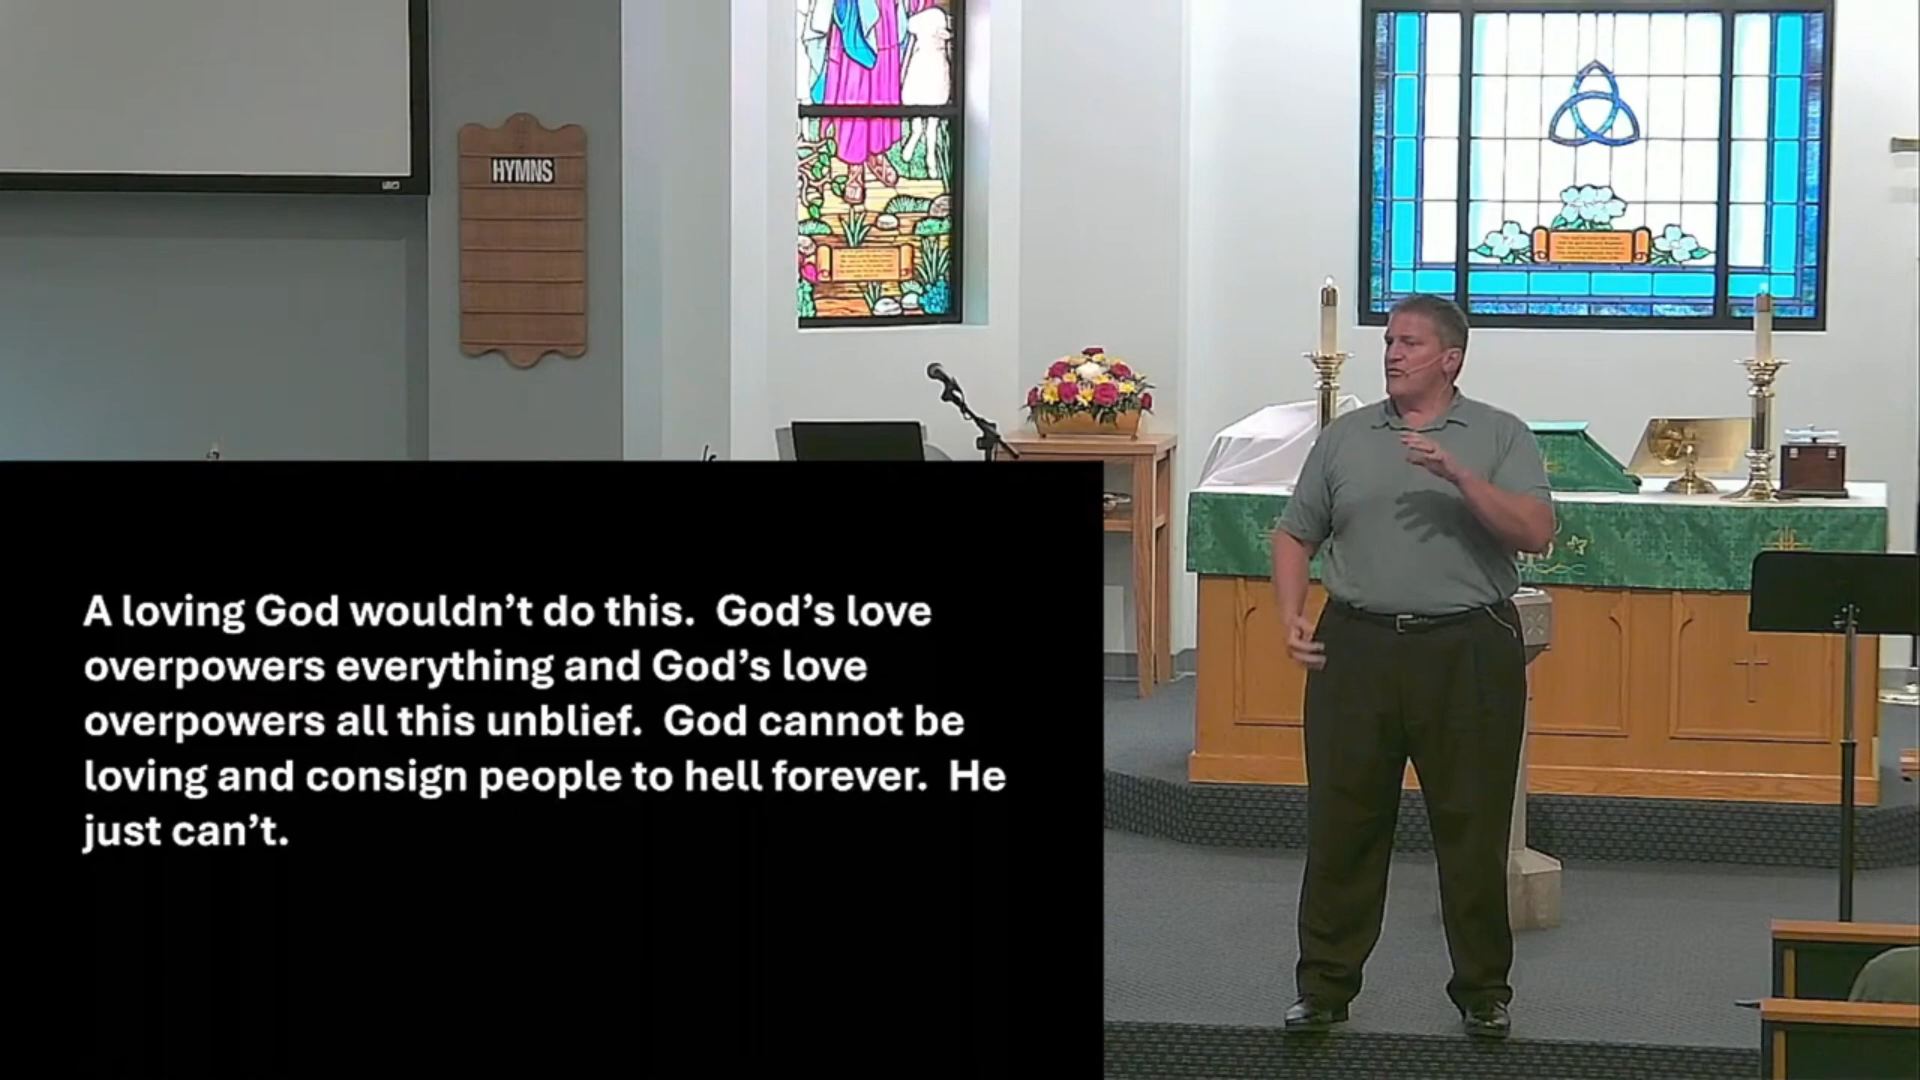 HYMNS
A loving God wouldn’t do this.  God’s love
overpowers everything and God’s love
overpowers all this unblief.  God cannot be
loving and consign people to hell forever.  He
just can’t.